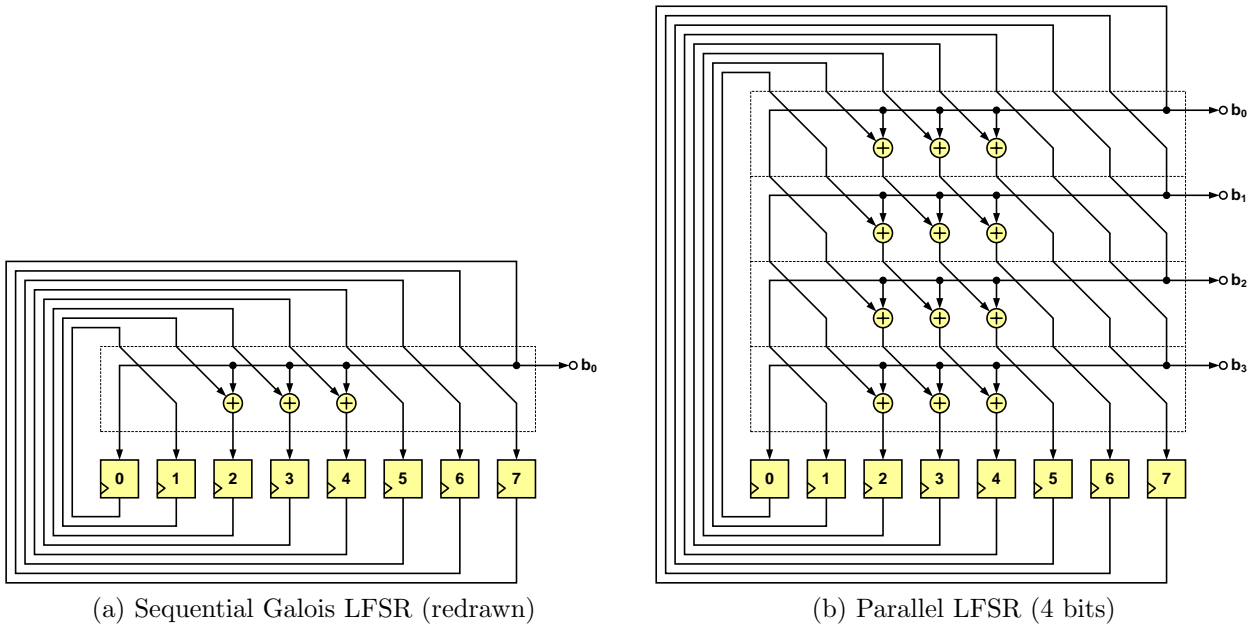 b0
0 1 2 3 4 5 6 7
(a) Sequential Galois LFSR (redrawn)
b0
b1
b2
b3
0 1 2 3 4 5 6 7
(b) Parallel LFSR (4 bits)